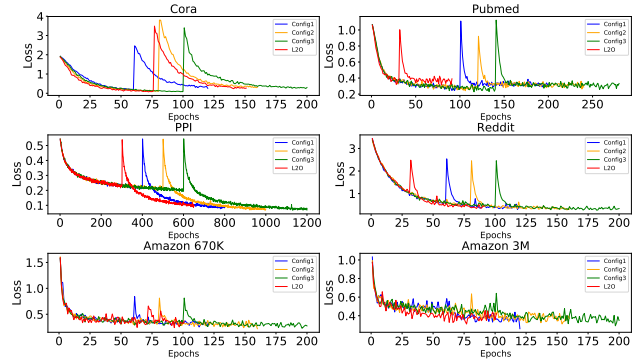 Cora
Loss
4
3
2
1
0
0 25 50 75 100 125 150 175 200
Epochs
Config1
Config2
Config3
L2O
Pubmed
Loss
1.2
1.0
0.8
0.6
0.4
0.2
0 50 100 150 200 250
Epochs
Config1
Config2
Config3
L2O
PPI
Loss
0.5
0.4
0.3
0.2
0.1
0 200 400 600 800 1000 1200
Epochs
Config1
Config2
Config3
L2O
Reddit
Loss
3
2
1
0 25 50 75 100 125 150 175 200
Epochs
Config1
Config2
Config3
L2O
Amazon 670K
Loss
1.5
1.0
0.5
0 25 50 75 100 125 150 175 200
Epochs
Config1
Config2
Config3
L2O
Amazon 3M
Loss
1.0
0.8
0.6
0.4
0 25 50 75 100 125 150 175 200
Epochs
Config1
Config2
Config3
L2O